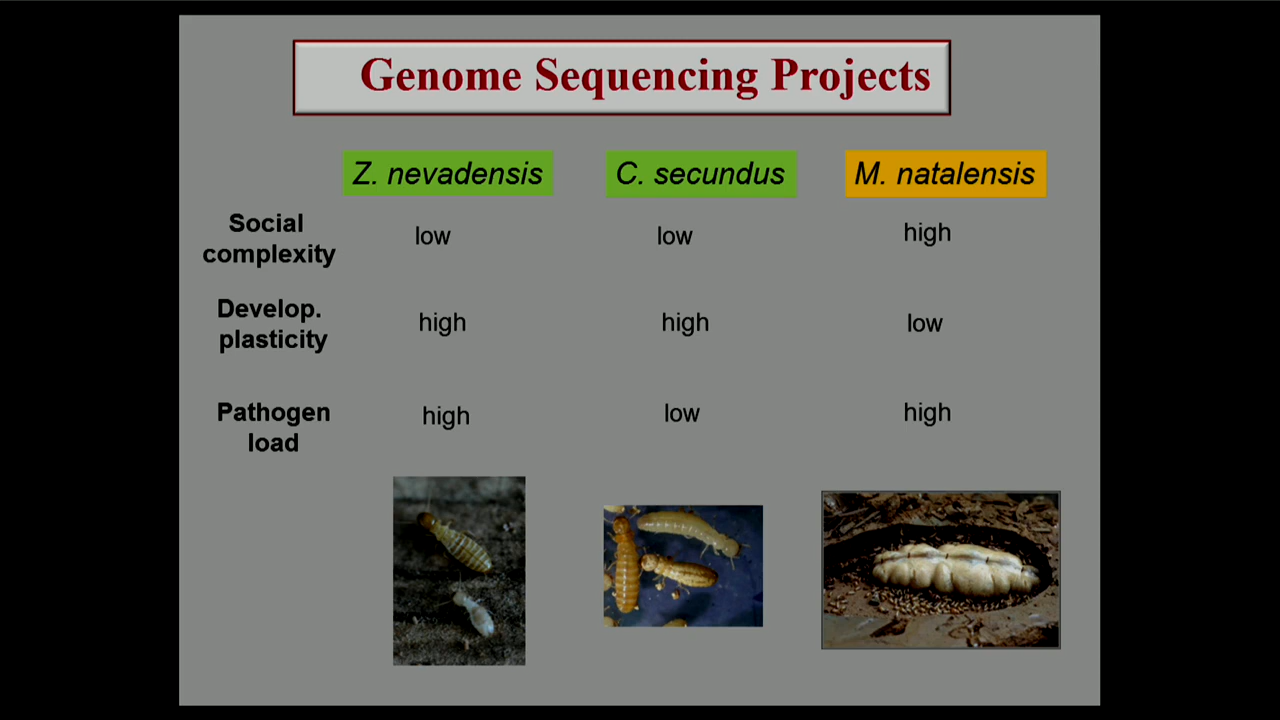 Genome Sequencing Projects
Z. nevadensis C. secundus M. natalensis
Social
complexity low low high
Develop.
plasticity high high low
Pathogen
load high low high